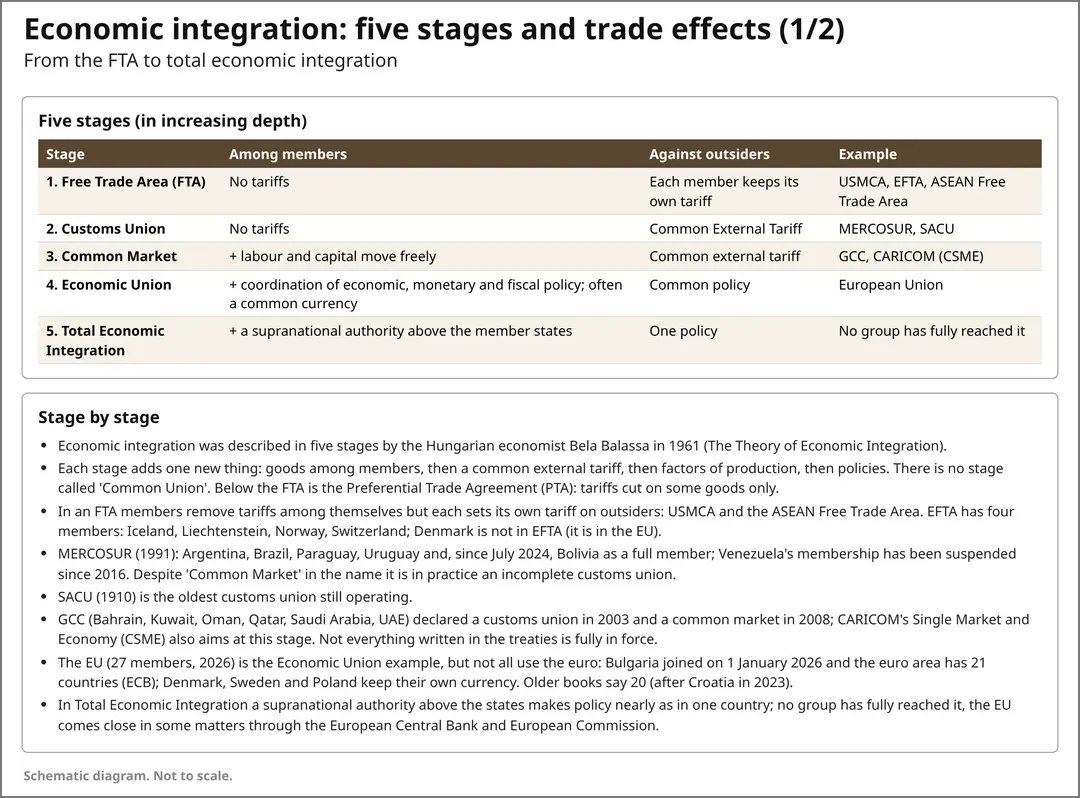 Economic integration: five stages and trade effects (1/2)
From the FTA to total economic integration
Five stages (in increasing depth)
Stage Among members Against outsiders Example
1. Free Trade Area (FTA) No tariffs Each member keeps its own tariff USMCA, EFTA, ASEAN Free Trade Area
2. Customs Union No tariffs Common External Tariff MERCOSUR, SACU
3. Common Market + labour and capital move freely Common external tariff GCC, CARICOM (CSME)
4. Economic Union + coordination of economic, monetary and fiscal policy; often a common currency Common policy European Union
5. Total Economic Integration + a supranational authority above the member states One policy No group has fully reached it
Stage by stage
• Economic integration was described in five stages by the Hungarian economist Bela Balassa in 1961 (The Theory of Economic Integration).
• Each stage adds one new thing: goods among members, then a common external tariff, then factors of production, then policies. There is no stage
called 'Common Union'. Below the FTA is the Preferential Trade Agreement (PTA): tariffs cut on some goods only.
• In an FTA members remove tariffs among themselves but each sets its own tariff on outsiders: USMCA and the ASEAN Free Trade Area. EFTA has four
members: Iceland, Liechtenstein, Norway, Switzerland; Denmark is not in EFTA (it is in the EU).
• MERCOSUR (1991): Argentina, Brazil, Paraguay, Uruguay and, since July 2024, Bolivia as a full member; Venezuela's membership has been suspended
since 2016. Despite 'Common Market' in the name it is in practice an incomplete customs union.
• SACU (1910) is the oldest customs union still operating.
• GCC (Bahrain, Kuwait, Oman, Qatar, Saudi Arabia, UAE) declared a customs union in 2003 and a common market in 2008; CARICOM's Single Market and
Economy (CSME) also aims at this stage. Not everything written in the treaties is fully in force.
• The EU (27 members, 2026) is the Economic Union example, but not all use the euro: Bulgaria joined on 1 January 2026 and the euro area has 21
countries (ECB); Denmark, Sweden and Poland keep their own currency. Older books say 20 (after Croatia in 2023).
• In Total Economic Integration a supranational authority above the states makes policy nearly as in one country; no group has fully reached it, the EU
comes close in some matters through the European Central Bank and European Commission.
Schematic diagram. Not to scale.